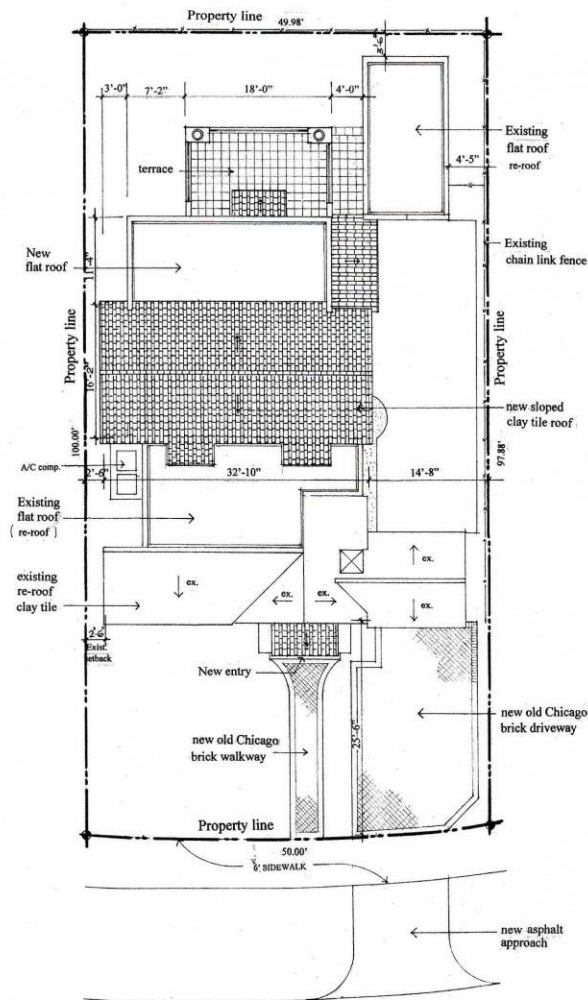 Property line
49.98'
3'-6"
3'-0"
7'-2"
18'-0"
4'-0"
Existing
flat roof
re-roof
4'-5"
terrace
Existing
chain link fence
New
flat roof
11'-4"
Property line
Property line
16'-2"
new sloped
clay tile roof
100.00'
97.88'
A/C comp.
2'-6"
32'-10"
14'-8"
Existing
flat roof
( re-roof )
ex.
existing
re-roof
clay tile
ex.
ex.
ex.
ex.
2'-6"
Exist.
setback
New entry
new old Chicago
brick walkway
25'-6"
new old Chicago
brick driveway
Property line
50.00'
6' SIDEWALK
new asphalt
approach